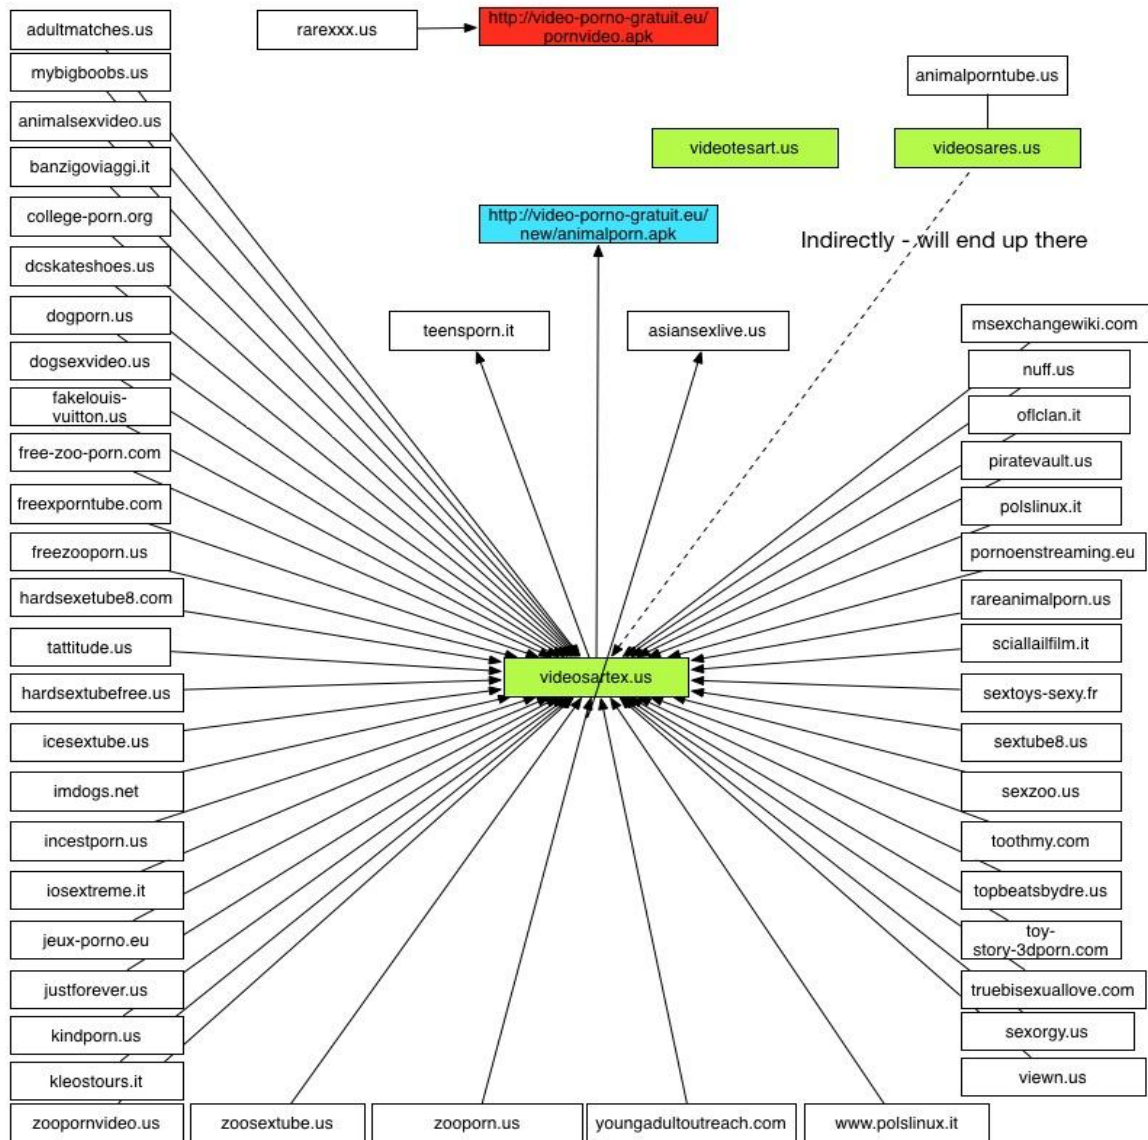 adultmatches.us
rarexxx.us
http://video-porno-gratuit.eu/
pornvideo.apk
mybigboobs.us
animalporntube.us
animalsexvideo.us
videotesart.us
videosares.us
banzigoviaggi.it
college-porn.org
http://video-porno-gratuit.eu/
new/animalporn.apk
Indirectly - will end up there
dcskateshoes.us
dogporn.us
teensporn.it
asiansexlive.us
msexchangewiki.com
dogsexvideo.us
nuff.us
fakelouis-
vuitton.us
oflclan.it
free-zoo-porn.com
piratevault.us
freexporntube.com
polslinux.it
freezooporn.us
pornoenstreaming.eu
hardsexetube8.com
rareanimalporn.us
tattitude.us
sciallailfilm.it
videosartex.us
hardsextubefree.us
sextoys-sexy.fr
icesextube.us
sextube8.us
imdogs.net
sexzoo.us
incestporn.us
toothmy.com
iosextreme.it
topbeatsbydre.us
jeux-porno.eu
toy-
story-3dporn.com
justforever.us
truebisexuallove.com
kindporn.us
sexorgy.us
kleostours.it
viewn.us
zoopornvideo.us
zoosextube.us
zooporn.us
youngadultoutreach.com
www.polslinux.it